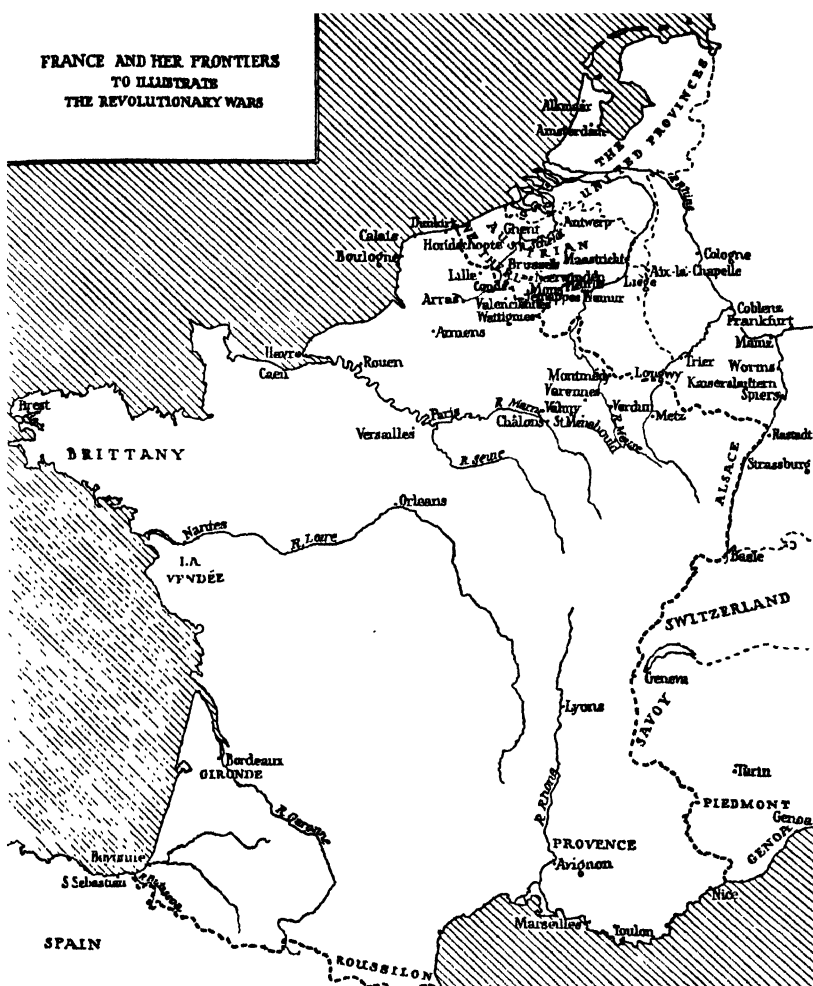 FRANCE AND HER FRONTIERS
TO ILLUSTRATE
THE REVOLUTIONARY WARS
Alkmaar
Amsterdam
THE UNITED PROVINCES
R. Rhine
Dunkirk
Ghent
Antwerp
Calais
Hondschoote
Boulogne
Brussels
Maastricht
Cologne
Aix-la-Chapelle
Lille
Neerwinden
Condé
Mons
Liège
Arras
Jemappes
Namur
Valenciennes
Wattignies
Coblenz
Frankfurt
Amiens
Mainz
Havre
Rouen
Trier
Worms
Caen
Longwy
Montmédy
Kaiserslautern
Varennes
Spiers
Brest
Paris
R. Marne
Valmy
Verdun
Metz
Versailles
Châlons
St Menehould
R. Meuse
Rastadt
BRITTANY
R. Seine
ALSACE
Strassburg
Orleans
Nantes
R. Loire
Basle
LA
VENDÉE
SWITZERLAND
Geneva
Lyons
SAVOY
Bordeaux
GIRONDE
Turin
R. Rhone
PIEDMONT
R. Garonne
Genoa
GENOA
PROVENCE
Bayonne
Avignon
S. Sebastian
Nice
Marseilles
Toulon
SPAIN
ROUSSILON